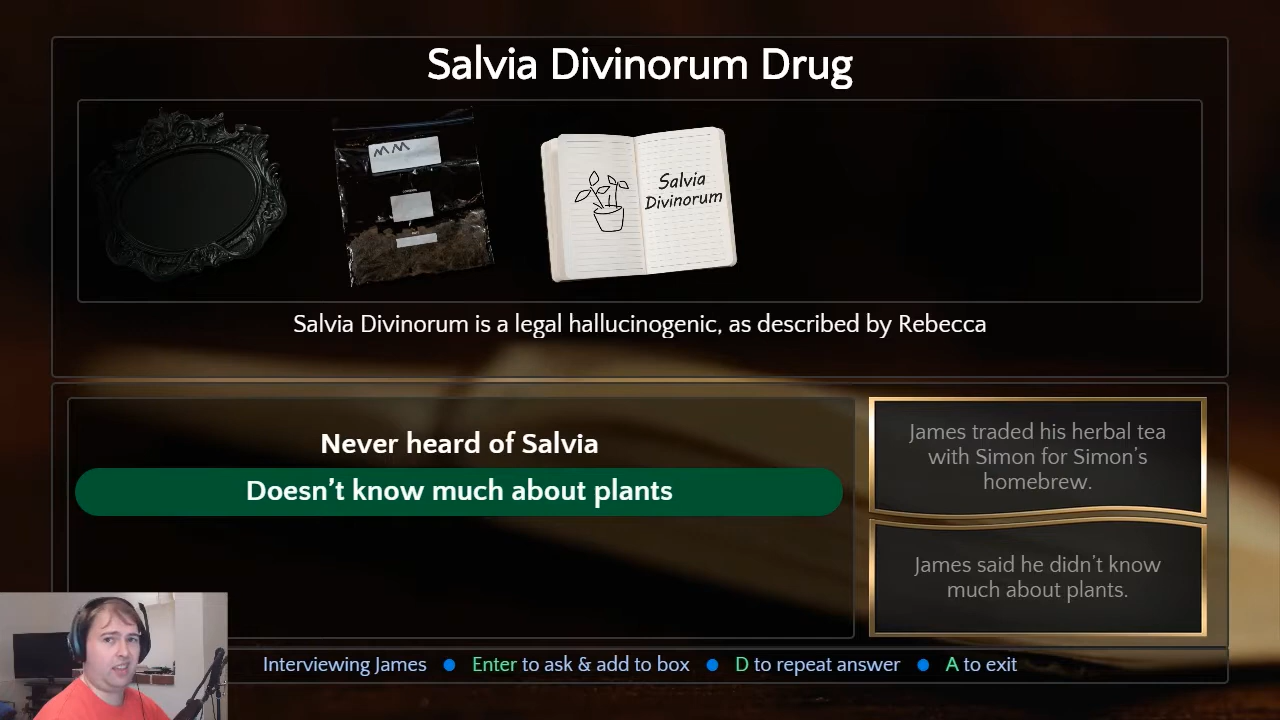 Salvia Divinorum Drug
MM
Salvia
Divinorum
Salvia Divinorum is a legal hallucinogenic, as described by Rebecca
Never heard of Salvia
Doesn’t know much about plants
James traded his herbal tea
with Simon for Simon’s
homebrew.
James said he didn’t know
much about plants.
Interviewing James ● Enter to ask & add to box ● D to repeat answer ● A to exit